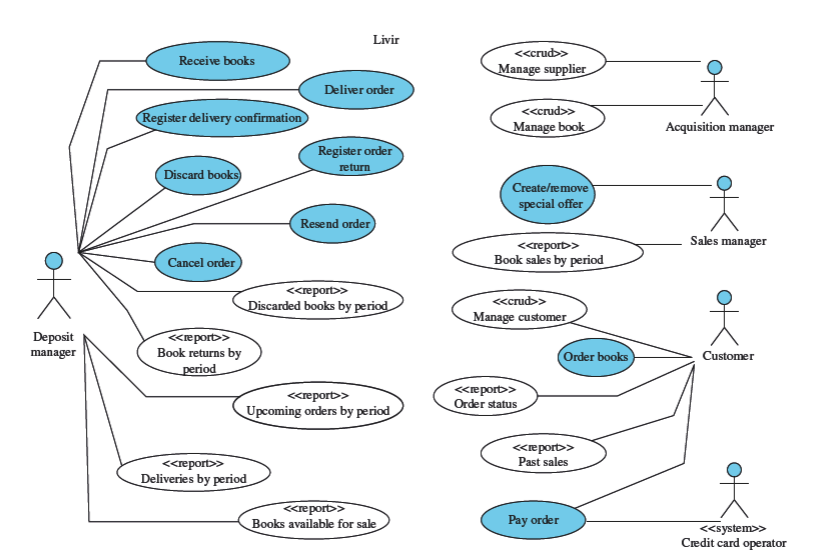 Livir
Receive books
Deliver order
Register delivery confirmation
Register order
return
Discard books
Resend order
Cancel order
<<report>>
Discarded books by period
Deposit
manager
<<report>>
Book returns by
period
<<report>>
Upcoming orders by period
<<report>>
Deliveries by period
<<report>>
Books available for sale
<<crud>>
Manage supplier
<<crud>>
Manage book
Acquisition manager
Create/remove
special offer
<<report>>
Book sales by period
Sales manager
<<crud>>
Manage customer
Order books
Customer
<<report>>
Order status
<<report>>
Past sales
Pay order
<<system>>
Credit card operator